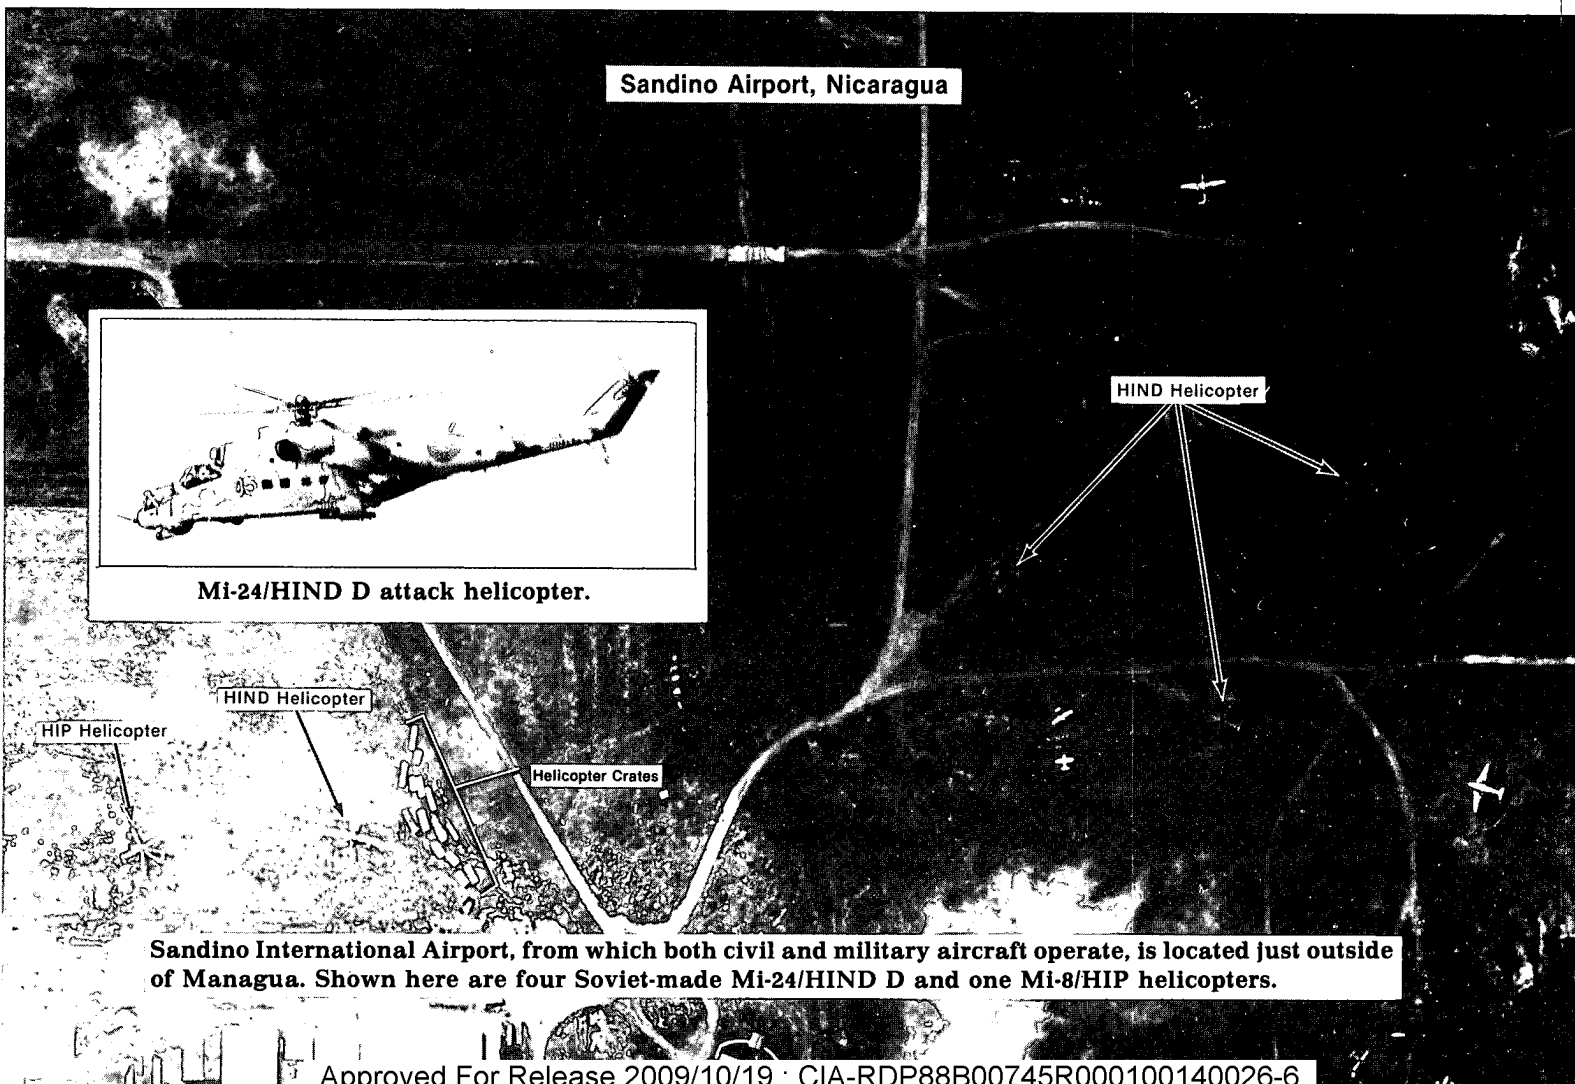 Sandino Airport, Nicaragua
HIND Helicopter
Mi-24/HIND D attack helicopter.
HIND Helicopter
HIP Helicopter
Helicopter Crates
Sandino International Airport, from which both civil and military aircraft operate, is located just outside
of Managua. Shown here are four Soviet-made Mi-24/HIND D and one Mi-8/HIP helicopters.
Approved For Release 2009/10/19 : CIA-RDP88B00745R000100140026-6